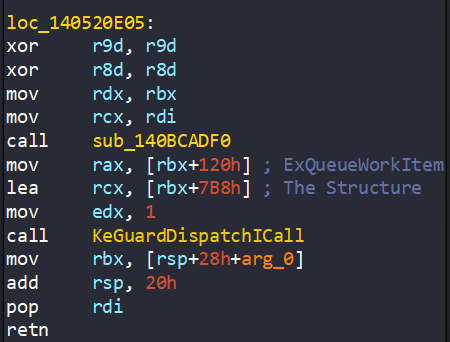 loc_140520E05:
xor r9d, r9d
xor r8d, r8d
mov rdx, rbx
mov rcx, rdi
call sub_140BCADF0
mov rax, [rbx+120h] ; ExQueueWorkItem
lea rcx, [rbx+7B8h] ; The Structure
mov edx, 1
call KeGuardDispatchICall
mov rbx, [rsp+28h+arg_0]
add rsp, 20h
pop rdi
retn